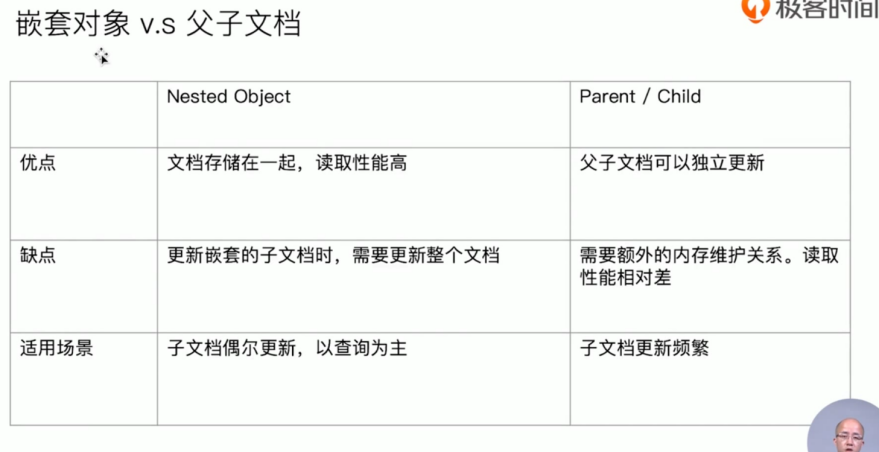 嵌套对象 v.s 父子文档
极客时间
Nested Object
Parent / Child
优点
文档存储在一起，读取性能高
父子文档可以独立更新
缺点
更新嵌套的子文档时，需要更新整个文档
需要额外的内存维护关系。读取
性能相对差
适用场景
子文档偶尔更新，以查询为主
子文档更新频繁